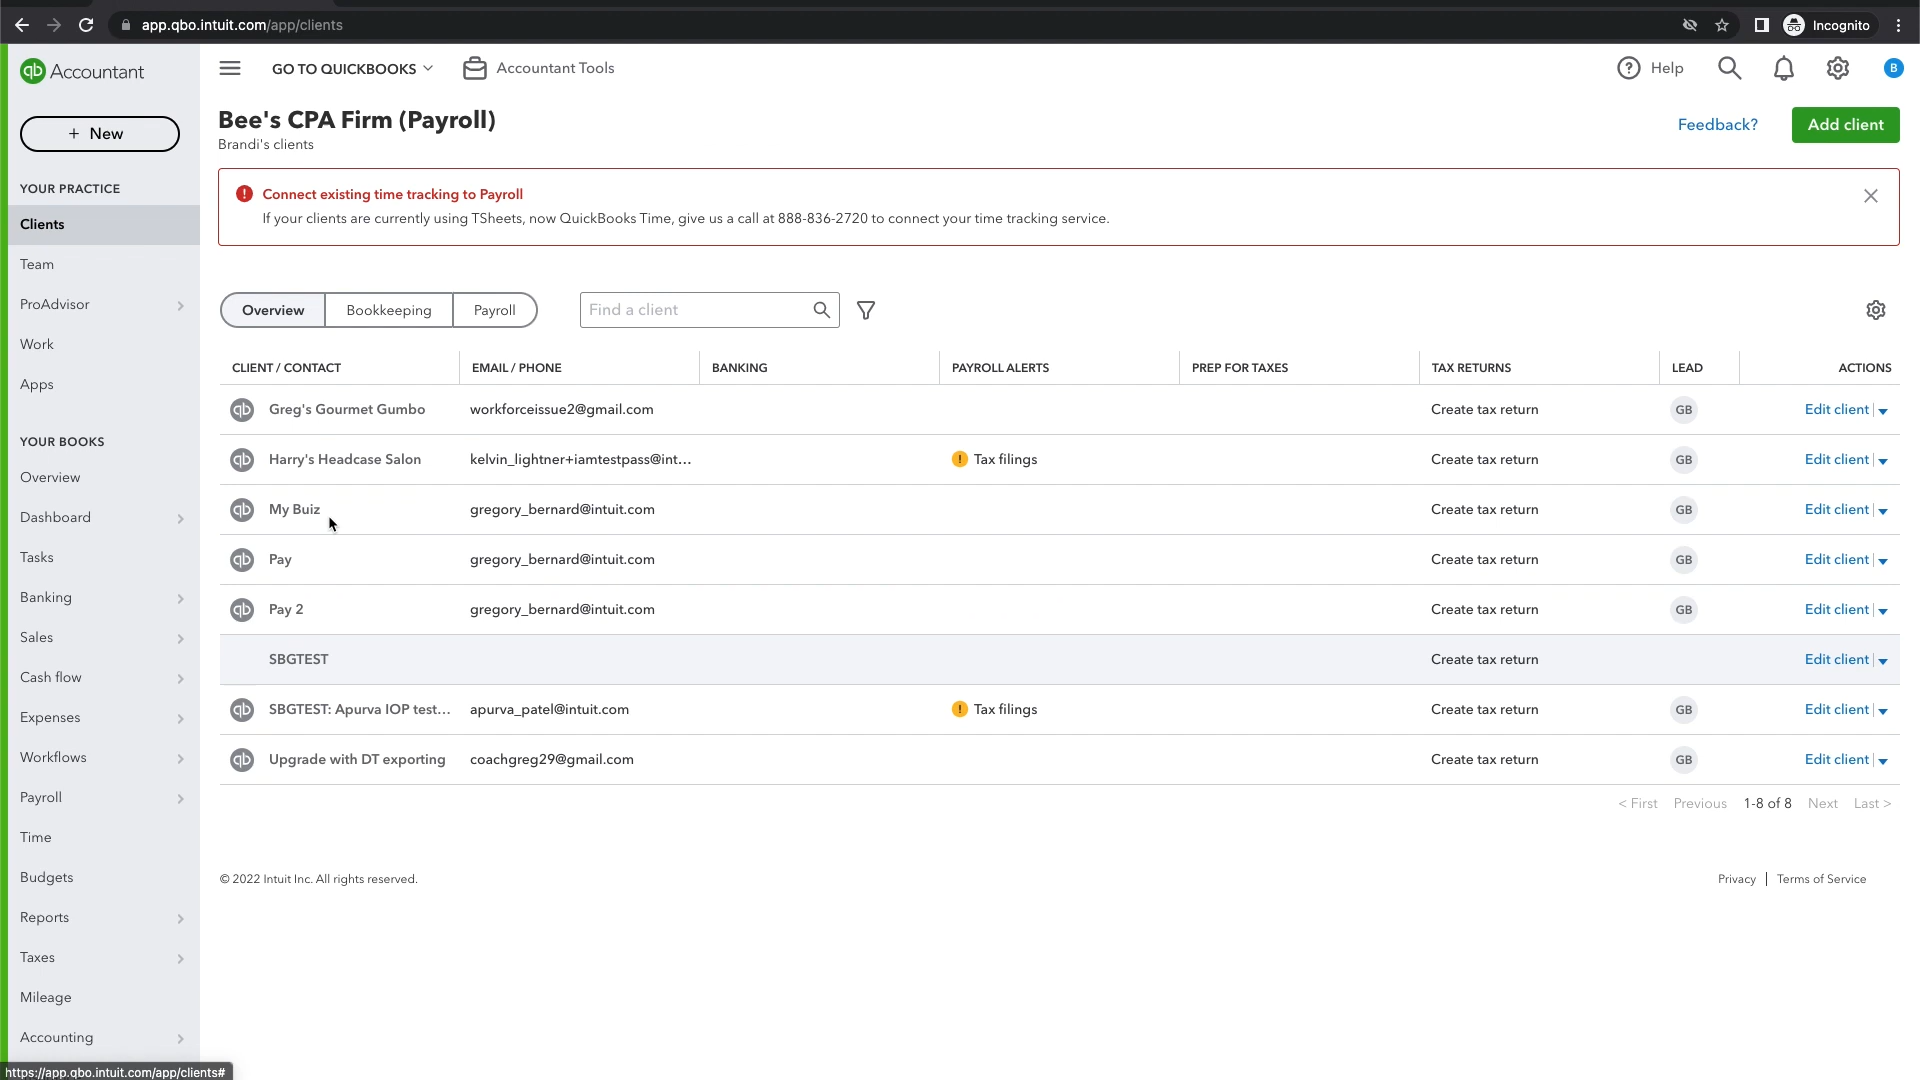 app.qbo.intuit.com/app/clients
Incognito
qb Accountant
GO TO QUICKBOOKS
Accountant Tools
Help
B
+ New
Bee's CPA Firm (Payroll)
Brandi's clients
Feedback?
Add client
YOUR PRACTICE
Clients
Team
ProAdvisor
Work
Apps
YOUR BOOKS
Overview
Dashboard
Tasks
Banking
Sales
Cash flow
Expenses
Workflows
Payroll
Time
Budgets
Reports
Taxes
Mileage
Accounting
! Connect existing time tracking to Payroll
If your clients are currently using TSheets, now QuickBooks Time, give us a call at 888-836-2720 to connect your time tracking service.
Overview Bookkeeping Payroll
Find a client
CLIENT / CONTACT EMAIL / PHONE BANKING PAYROLL ALERTS PREP FOR TAXES TAX RETURNS LEAD ACTIONS
qb Greg's Gourmet Gumbo workforceissue2@gmail.com Create tax return GB Edit client
qb Harry's Headcase Salon kelvin_lightner+iamtestpass@int... ! Tax filings Create tax return GB Edit client
qb My Buiz gregory_bernard@intuit.com Create tax return GB Edit client
qb Pay gregory_bernard@intuit.com Create tax return GB Edit client
qb Pay 2 gregory_bernard@intuit.com Create tax return GB Edit client
SBGTEST Create tax return Edit client
qb SBGTEST: Apurva IOP test... apurva_patel@intuit.com ! Tax filings Create tax return GB Edit client
qb Upgrade with DT exporting coachgreg29@gmail.com Create tax return GB Edit client
< First Previous 1-8 of 8 Next Last >
© 2022 Intuit Inc. All rights reserved.
Privacy | Terms of Service
https://app.qbo.intuit.com/app/clients#